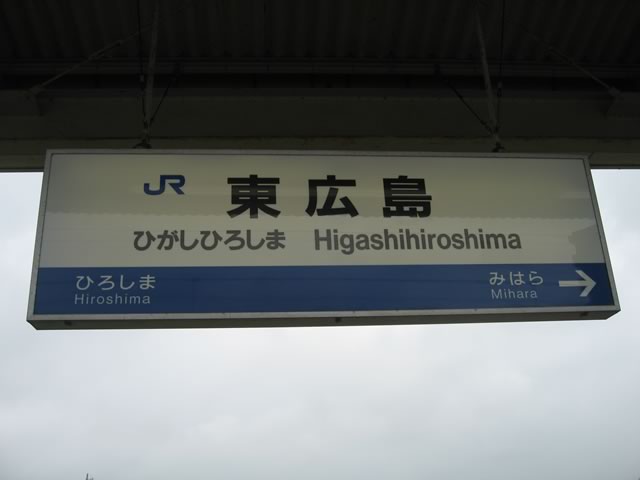 JR 東広島
ひがしひろしま Higashihiroshima
ひろしま みはら →
Hiroshima Mihara